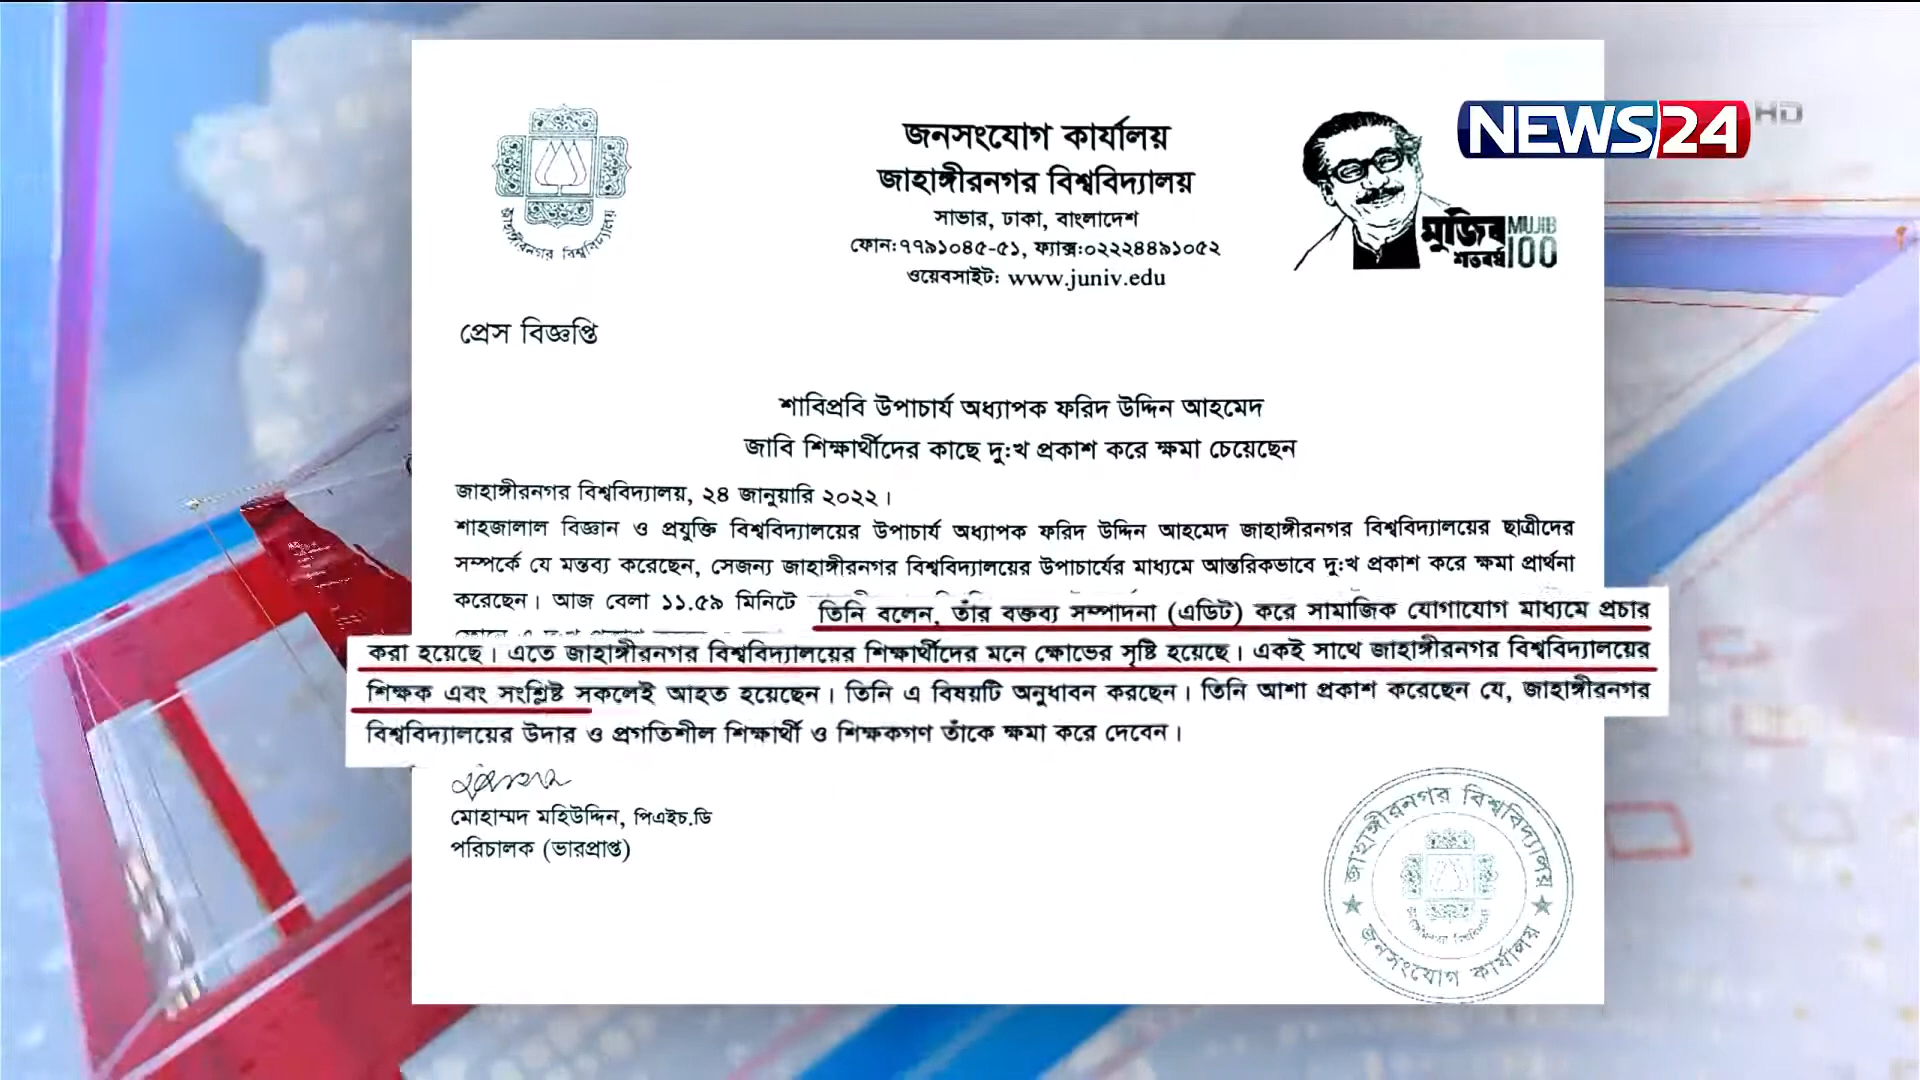 জাহাঙ্গীরনগর বিশ্ববিদ্যালয়
জনসংযোগ কার্যালয়
জাহাঙ্গীরনগর বিশ্ববিদ্যালয়
সাভার, ঢাকা, বাংলাদেশ
ফোন:৭৭৯১০৪৫-৫১, ফ্যাক্স:০২২২৪৪৯১০৫২
ওয়েবসাইট: www.juniv.edu
মুজিব MUJIB
শতবর্ষ 100
NEWS24 HD
প্রেস বিজ্ঞপ্তি
শাবিপ্রবি উপাচার্য অধ্যাপক ফরিদ উদ্দিন আহমেদ
জাবি শিক্ষার্থীদের কাছে দু:খ প্রকাশ করে ক্ষমা চেয়েছেন
জাহাঙ্গীরনগর বিশ্ববিদ্যালয়, ২৪ জানুয়ারি ২০২২।
শাহজালাল বিজ্ঞান ও প্রযুক্তি বিশ্ববিদ্যালয়ের উপাচার্য অধ্যাপক ফরিদ উদ্দিন আহমেদ জাহাঙ্গীরনগর বিশ্ববিদ্যালয়ের ছাত্রীদের
সম্পর্কে যে মন্তব্য করেছেন, সেজন্য জাহাঙ্গীরনগর বিশ্ববিদ্যালয়ের উপাচার্যের মাধ্যমে আন্তরিকভাবে দু:খ প্রকাশ করে ক্ষমা প্রার্থনা
করেছেন। আজ বেলা ১১.৫৯ মিনিটে
তিনি বলেন, তাঁর বক্তব্য সম্পাদনা (এডিট) করে সামাজিক যোগাযোগ মাধ্যমে প্রচার
করা হয়েছে। এতে জাহাঙ্গীরনগর বিশ্ববিদ্যালয়ের শিক্ষার্থীদের মনে ক্ষোভের সৃষ্টি হয়েছে। একই সাথে জাহাঙ্গীরনগর বিশ্ববিদ্যালয়ের
শিক্ষক এবং সংশ্লিষ্ট সকলেই আহত হয়েছেন। তিনি এ বিষয়টি অনুধাবন করছেন। তিনি আশা প্রকাশ করেছেন যে, জাহাঙ্গীরনগর
বিশ্ববিদ্যালয়ের উদার ও প্রগতিশীল শিক্ষার্থী ও শিক্ষকগণ তাঁকে ক্ষমা করে দেবেন।
মোহাম্মদ মহিউদ্দিন, পিএইচ.ডি
পরিচালক (ভারপ্রাপ্ত)
জাহাঙ্গীরনগর বিশ্ববিদ্যালয়
জনসংযোগ কার্যালয়